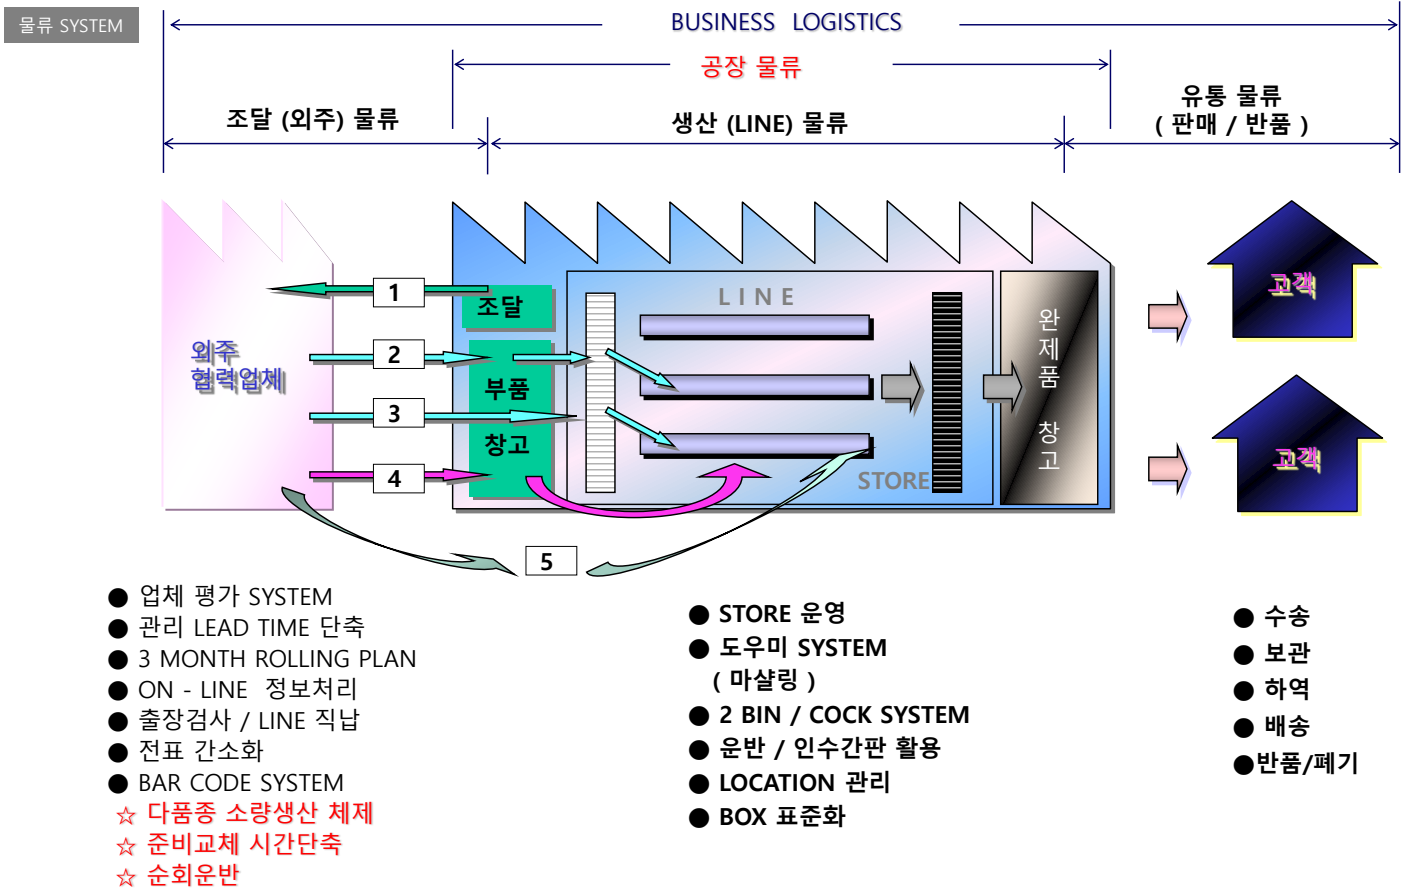 물류 SYSTEM
BUSINESS LOGISTICS
공장 물류
조달 (외주) 물류
생산 (LINE) 물류
유통 물류
( 판매 / 반품 )
외주
협력업체
1
2
3
4
5
조달
부품
창고
LINE
STORE
완
제
품
창
고
고객
고객
● 업체 평가 SYSTEM
● 관리 LEAD TIME 단축
● 3 MONTH ROLLING PLAN
● ON - LINE 정보처리
● 출장검사 / LINE 직납
● 전표 간소화
● BAR CODE SYSTEM
☆ 다품종 소량생산 체제
☆ 준비교체 시간단축
☆ 순회운반
● STORE 운영
● 도우미 SYSTEM
( 마샬링 )
● 2 BIN / COCK SYSTEM
● 운반 / 인수간판 활용
● LOCATION 관리
● BOX 표준화
● 수송
● 보관
● 하역
● 배송
●반품/폐기